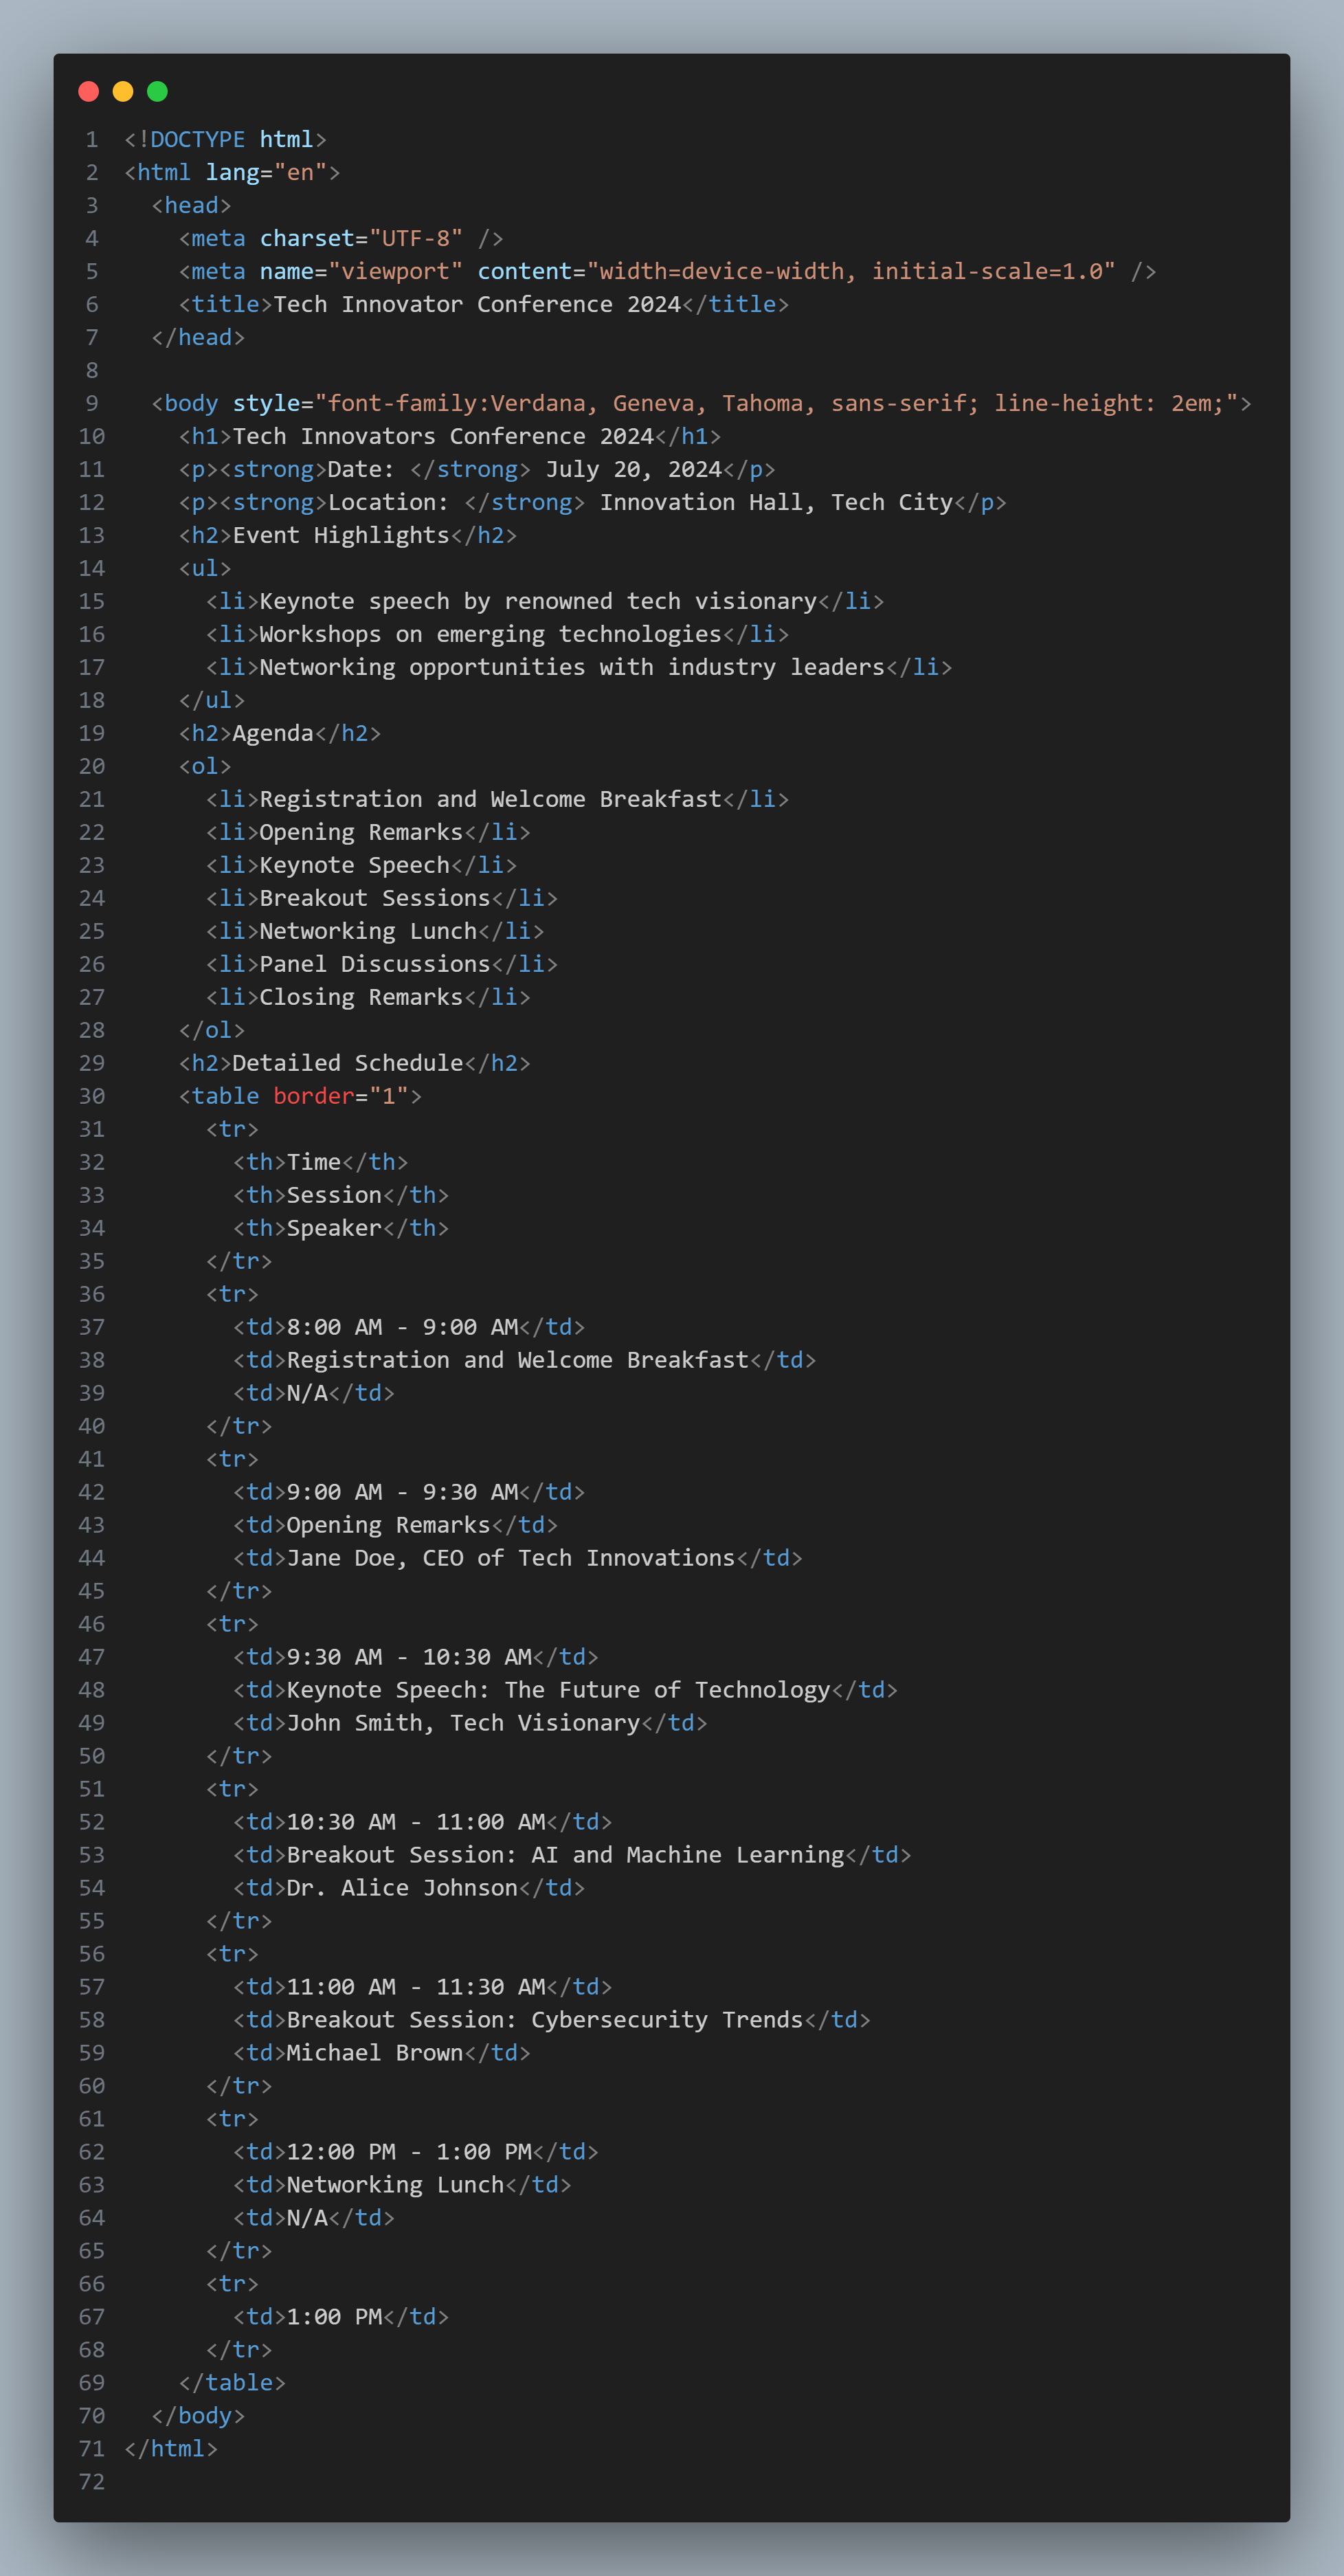 1 <!DOCTYPE html>
2 <html lang="en">
3   <head>
4     <meta charset="UTF-8" />
5     <meta name="viewport" content="width=device-width, initial-scale=1.0" />
6     <title>Tech Innovator Conference 2024</title>
7   </head>
8
9   <body style="font-family:Verdana, Geneva, Tahoma, sans-serif; line-height: 2em;">
10     <h1>Tech Innovators Conference 2024</h1>
11     <p><strong>Date: </strong> July 20, 2024</p>
12     <p><strong>Location: </strong> Innovation Hall, Tech City</p>
13     <h2>Event Highlights</h2>
14     <ul>
15       <li>Keynote speech by renowned tech visionary</li>
16       <li>Workshops on emerging technologies</li>
17       <li>Networking opportunities with industry leaders</li>
18     </ul>
19     <h2>Agenda</h2>
20     <ol>
21       <li>Registration and Welcome Breakfast</li>
22       <li>Opening Remarks</li>
23       <li>Keynote Speech</li>
24       <li>Breakout Sessions</li>
25       <li>Networking Lunch</li>
26       <li>Panel Discussions</li>
27       <li>Closing Remarks</li>
28     </ol>
29     <h2>Detailed Schedule</h2>
30     <table border="1">
31       <tr>
32         <th>Time</th>
33         <th>Session</th>
34         <th>Speaker</th>
35       </tr>
36       <tr>
37         <td>8:00 AM - 9:00 AM</td>
38         <td>Registration and Welcome Breakfast</td>
39         <td>N/A</td>
40       </tr>
41       <tr>
42         <td>9:00 AM - 9:30 AM</td>
43         <td>Opening Remarks</td>
44         <td>Jane Doe, CEO of Tech Innovations</td>
45       </tr>
46       <tr>
47         <td>9:30 AM - 10:30 AM</td>
48         <td>Keynote Speech: The Future of Technology</td>
49         <td>John Smith, Tech Visionary</td>
50       </tr>
51       <tr>
52         <td>10:30 AM - 11:00 AM</td>
53         <td>Breakout Session: AI and Machine Learning</td>
54         <td>Dr. Alice Johnson</td>
55       </tr>
56       <tr>
57         <td>11:00 AM - 11:30 AM</td>
58         <td>Breakout Session: Cybersecurity Trends</td>
59         <td>Michael Brown</td>
60       </tr>
61       <tr>
62         <td>12:00 PM - 1:00 PM</td>
63         <td>Networking Lunch</td>
64         <td>N/A</td>
65       </tr>
66       <tr>
67         <td>1:00 PM</td>
68       </tr>
69     </table>
70   </body>
71 </html>
72